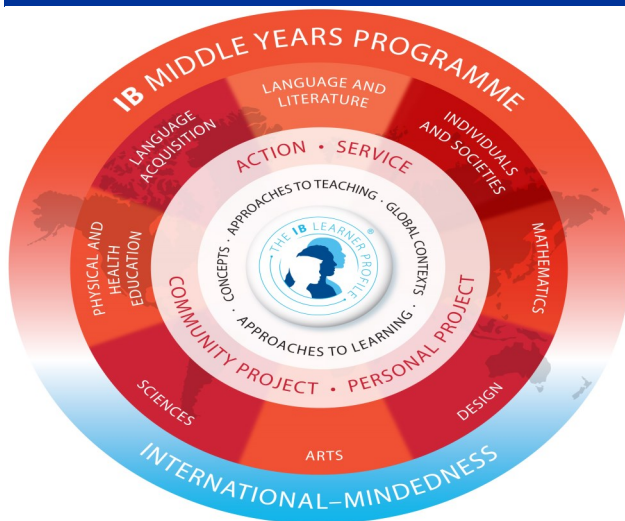 IB MIDDLE YEARS PROGRAMME
LANGUAGE AND
LITERATURE
INDIVIDUALS
AND SOCIETIES
MATHEMATICS
DESIGN
ARTS
SCIENCES
PHYSICAL AND
HEALTH
EDUCATION
LANGUAGE
ACQUISITION
ACTION • SERVICE
COMMUNITY PROJECT • PERSONAL PROJECT
APPROACHES TO TEACHING · GLOBAL CONTEXTS ·
APPROACHES TO LEARNING · CONCEPTS ·
THE IB LEARNER PROFILE ®
INTERNATIONAL–MINDEDNESS